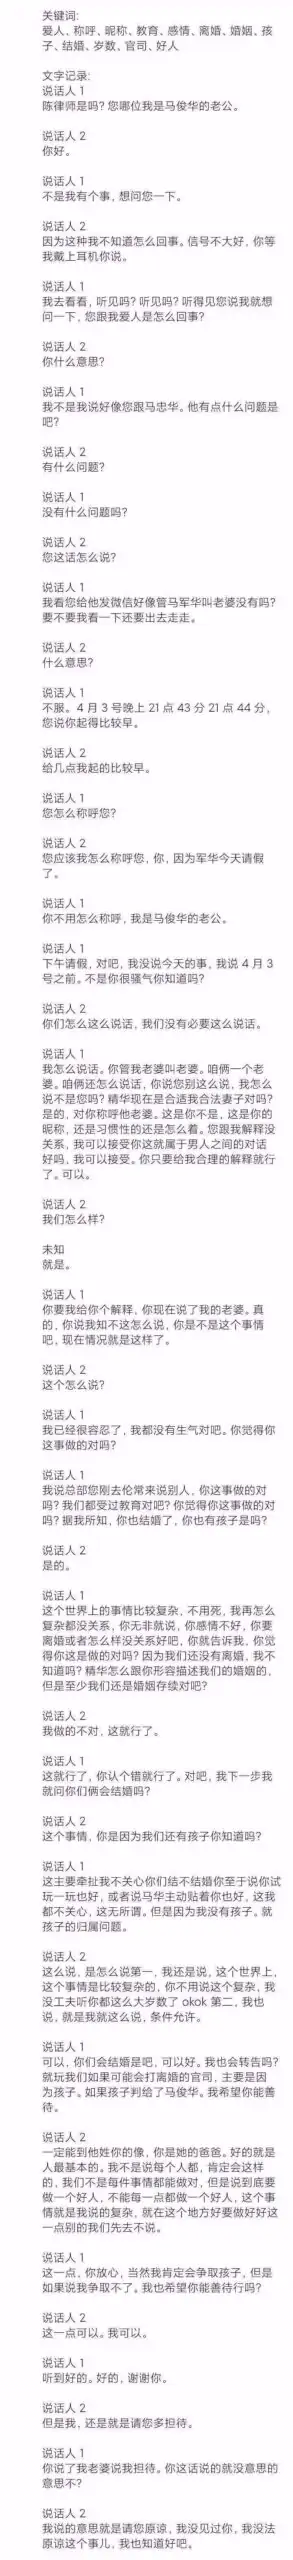 关键词:
爱人、称呼、昵称、教育、感情、离婚、婚姻、孩
子、结婚、岁数、官司、好人
文字记录:
说话人 1
陈律师是吗? 您哪位我是马俊华的老公。
说话人 2
你好。
说话人 1
不是我有个事, 想问您一下。
说话人 2
因为这种我不知道怎么回事。信号不大好, 你等
我戴上耳机你说。
说话人 1
我去看看, 听见吗? 听见吗? 听得见您说我就想
问一下, 您跟我爱人是怎么回事?
说话人 2
你什么意思?
说话人 1
我不是我说好像您跟马忠华。他有点什么问题是
吧?
说话人 2
有什么问题?
说话人 1
没有什么问题吗?
说话人 2
您这话怎么说?
说话人 1
我看您给他发微信好像管马军华叫老婆没有吗?
要不要我看一下还要出去走走。
说话人 2
什么意思?
说话人 1
不服。4 月 3 号晚上 21 点 43 分 21 点 44 分,
您说你起得比较早。
说话人 2
给几点我起的比较早。
说话人 1
您怎么称呼您?
说话人 2
您应该我怎么称呼您, 你, 因为军华今天请假
了。
说话人 1
你不用怎么称呼, 我是马俊华的老公。
说话人 1
下午请假, 对吧, 我没说今天的事, 我说 4 月 3
号之前。不是你很骚气你知道吗?
说话人 2
你们怎么这么说话, 我们没有必要这么说话。
说话人 1
我怎么说话。你管我老婆叫老婆。咱俩一个老
婆。咱俩还怎么说话, 你说您别这么说, 我怎么
说不是您吗? 精华现在是合适我合法妻子对吗?
是的, 对你称呼他老婆。这是你不是, 这是你的
昵称, 还是习惯性的还是怎么着。您跟我解释没
关系, 我可以接受你这就属于男人之间的对话
好吗, 我可以接受。你只要给我合理的解释就行
了。可以。
说话人 2
我们怎么样?
未知
就是。
说话人 1
你要我给你个解释, 你现在说了我的老婆。真
的, 你说我知不这怎么说, 你是不是这个事情
吧, 现在情况就是这样了。
说话人 2
这个怎么说?
说话人 1
我已经很容忍了, 我都没有生气对吧。你觉得你
这事做的对吗?
说话人 1
我说总部您刚去伦常来说别人, 你这事做的对
吗? 我们都受过教育对吧? 你觉得你这事做的对
吗? 据我所知, 你也结婚了, 你也有孩子是吗?
说话人 2
是的。
说话人 1
这个世界上的事情比较复杂, 不用死, 我再怎么
复杂都没关系, 你无非就说, 你感情不好, 你要
离婚或者怎么样没关系好吧, 你就告诉我, 你觉
得你这是做的对吗? 因为我们还没有离婚, 我不
知道吗? 精华怎么跟你形容描述我们的婚姻的,
但是至少我们还是婚姻存续对吧?
说话人 2
我做的不对, 这就行了。
说话人 1
这就行了, 你认个错就行了。对吧, 我下一步我
就问你们俩会结婚吗?
说话人 2
这个事情, 你是因为我们还有孩子你知道吗?
说话人 1
这主要牵扯我不关心你们结不结婚你至于说你试
玩一玩也好, 或者说马华主动贴着你也好, 这我
都不关心, 这无所谓。但是因为我没有孩子。就
孩子的归属问题。
说话人 2
这么说, 是怎么说第一, 我还是说, 这个世界上,
这个事情是比较复杂的, 你不用说这个复杂, 我
没工夫听你都这么大岁数了 okok 第二, 我也
说, 就是我就这么说, 条件允许。
说话人 1
可以, 你们会结婚是吧, 可以好。我也会转告吗?
就玩我们如果可能会打离婚的官司, 主要是因
为孩子。如果孩子判给了马俊华。我希望你能善
待。
说话人 2
一定能到他姓你的像, 你是她的爸爸。好的就是
人最基本的。我不是说每个人都, 肯定会这样
的, 我们不是每件事情都能做对, 但是说到底要
做一个好人, 不能每一点都做一个好人, 这个事
情就是我说的复杂, 就在这个地方好要做好好这
一点别的我们先去不说。
说话人 1
这一点, 你放心, 当然我肯定会争取孩子, 但是
如果说我争取不了。我也希望你能善待行吗?
说话人 2
这一点可以。我可以。
说话人 1
听到好的。好的, 谢谢你。
说话人 2
但是我, 还是就是请您多担待。
说话人 1
你说了我老婆说我担待。你这话说的就没意思的
意思不?
说话人 2
我说的意思就是请您原谅, 我没见过你, 我没法
原谅这个事儿, 我也知道好吧。